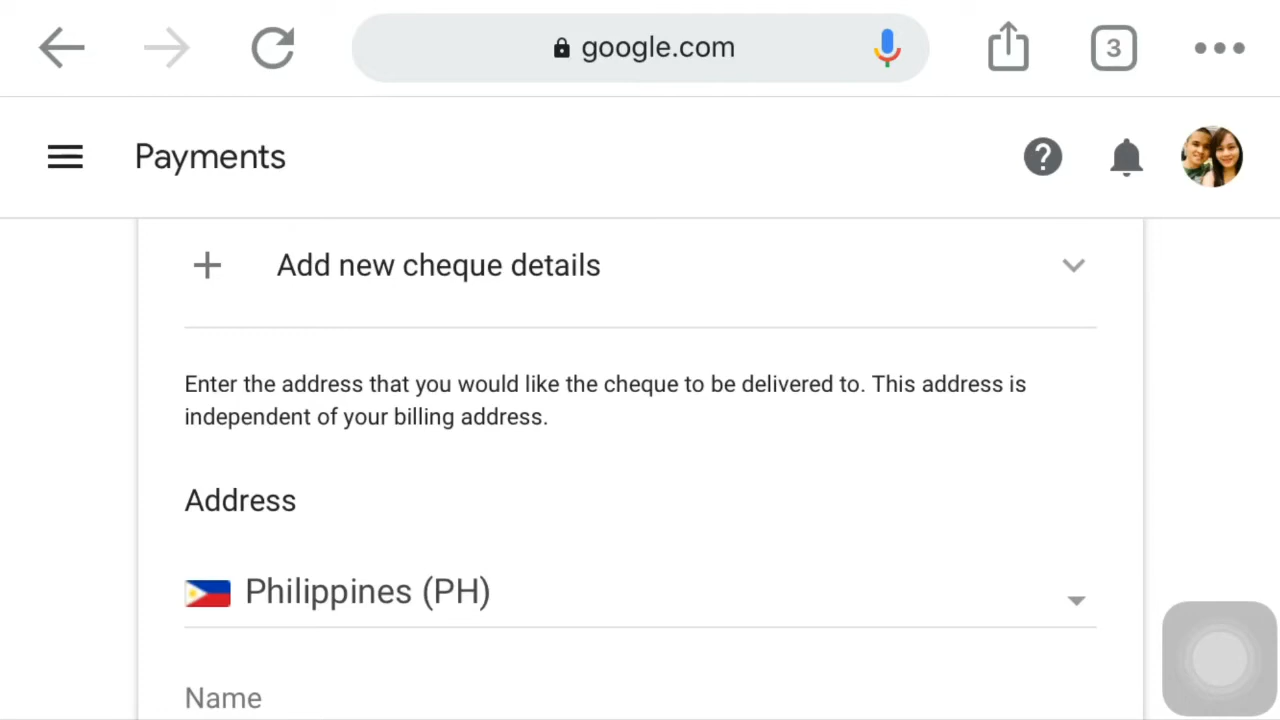 google.com
3
Payments
Add new cheque details
Enter the address that you would like the cheque to be delivered to. This address is
independent of your billing address.
Address
Philippines (PH)
Name